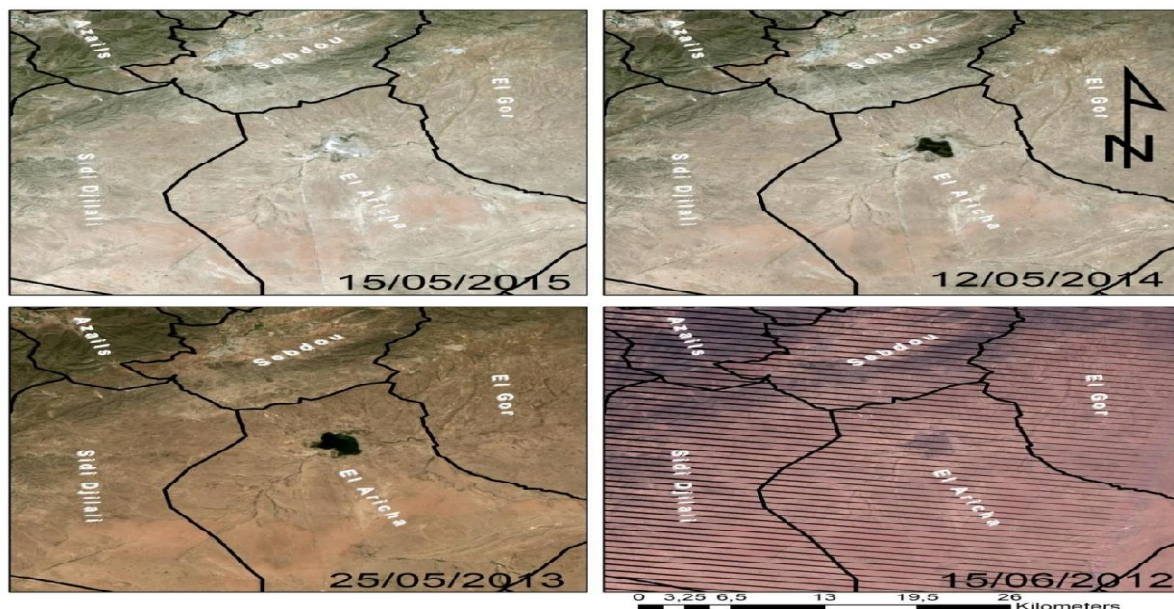 Azails
Sebdou
El Gor
Sidi Djilali
El Aricha
15/05/2015
Azails
Sebdou
El Gor
N
Sidi Djilali
El Aricha
12/05/2014
Azails
Sebdou
El Gor
Sidi Djilali
El Aricha
25/05/2013
Azails
Sebdou
El Gor
Sidi Djilali
El Aricha
15/06/2012
0 3,25 6,5 13 19,5 26
Kilometers